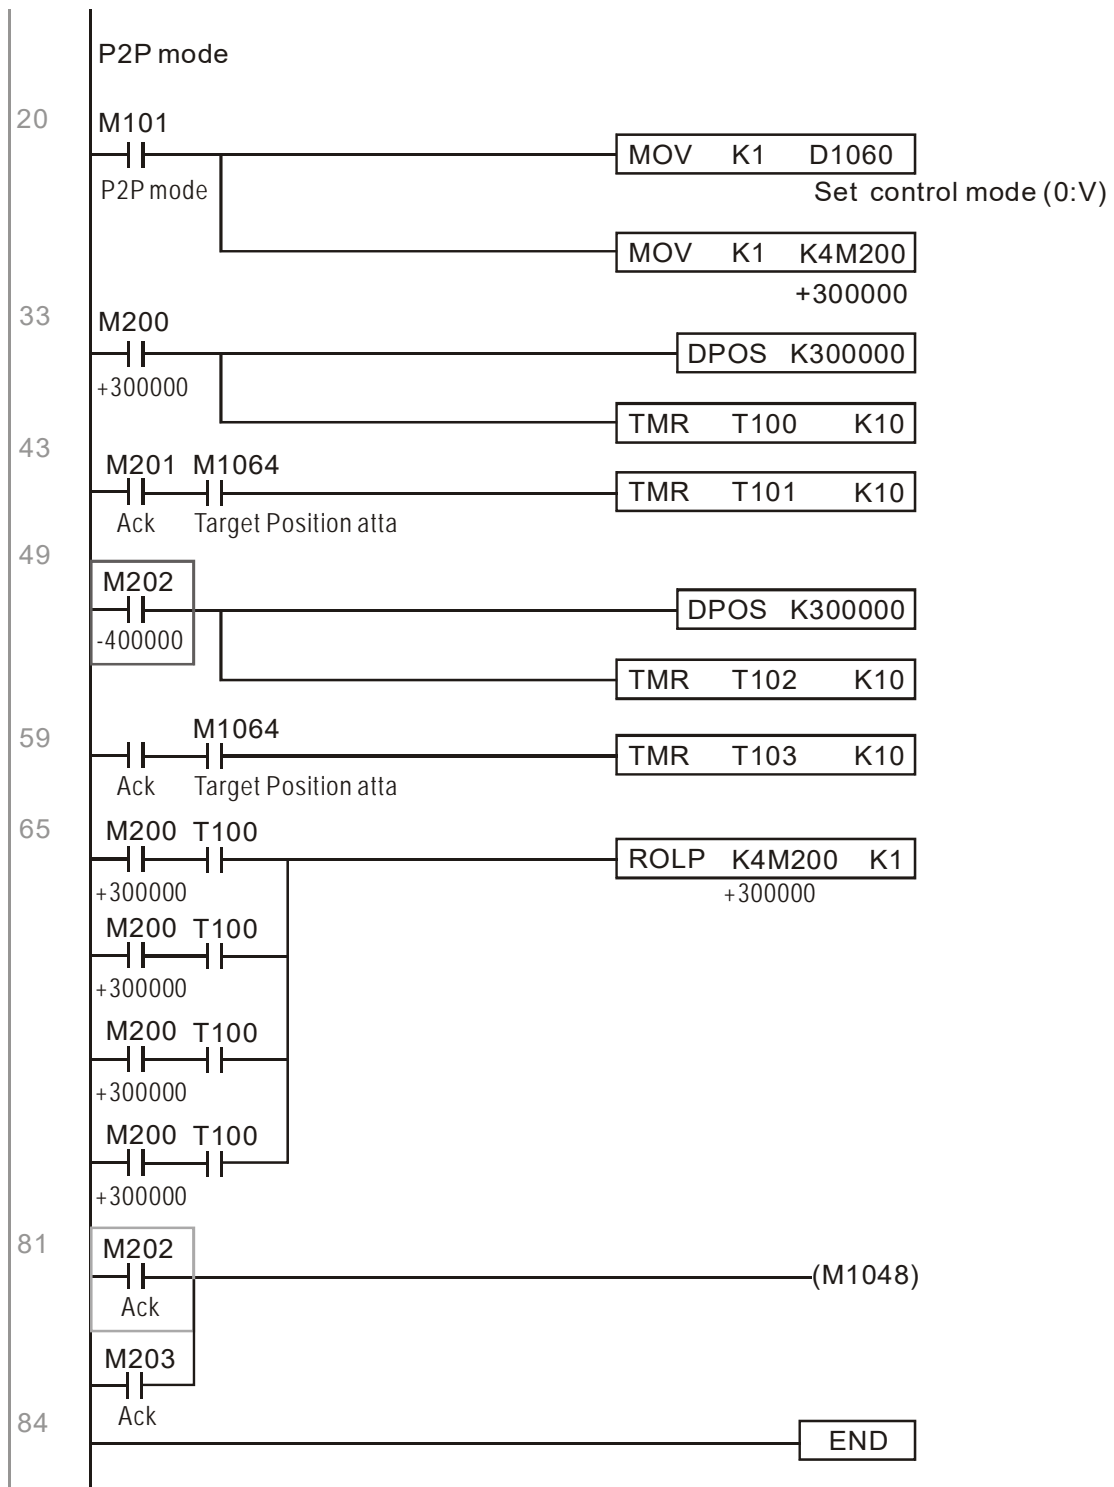 P2P mode
20
M101
MOV K1 D1060
P2P mode
Set control mode (0:V)
MOV K1 K4M200
+300000
33
M200
DPOS K300000
+300000
TMR T100 K10
43
M201 M1064
TMR T101 K10
Ack Target Position atta
49
M202
DPOS K300000
-400000
TMR T102 K10
59
M1064
TMR T103 K10
Ack Target Position atta
65
M200 T100
ROLP K4M200 K1
+300000
+300000
M200 T100
+300000
M200 T100
+300000
M200 T100
+300000
81
M202
(M1048)
Ack
M203
Ack
84
END